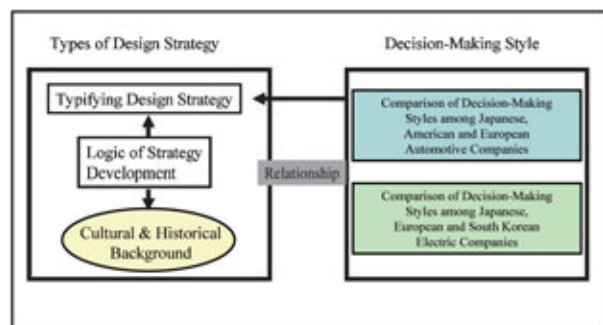 Types of Design Strategy
Typifying Design Strategy
Logic of Strategy
Development
Cultural & Historical
Background
Relationship
Decision-Making Style
Comparison of Decision-Making
Styles among Japanese,
American and European
Automotive Companies
Comparison of Decision-Making
Styles among Japanese,
European and South Korean
Electric Companies